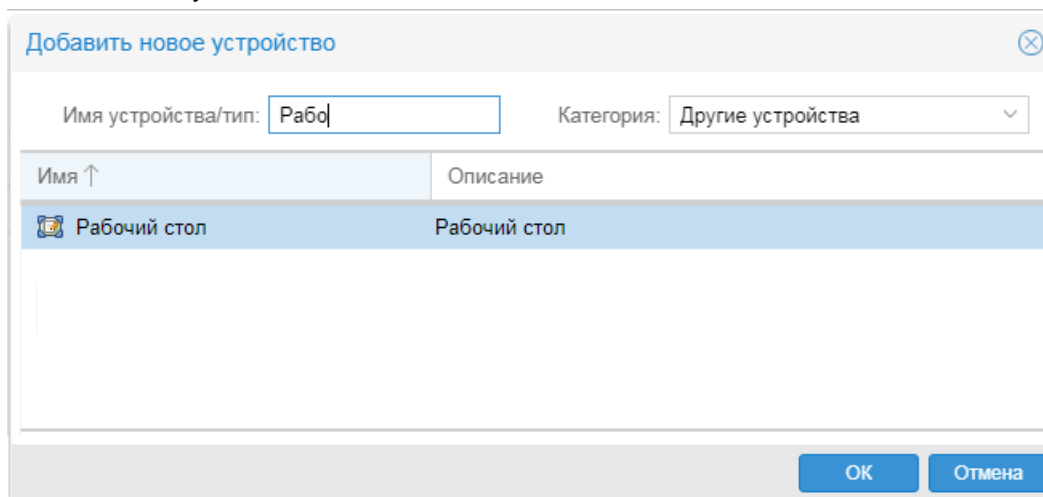 Добавить новое устройство
Имя устройства/тип: Рабо Категория: Другие устройства
Имя Описание
Рабочий стол Рабочий стол
ОК Отмена